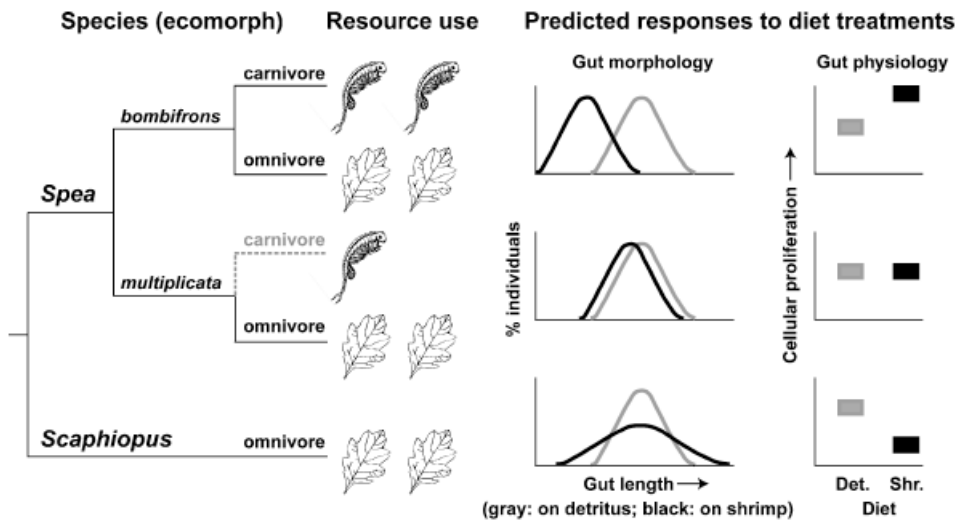 Species (ecomorph) Resource use Predicted responses to diet treatments
Gut morphology Gut physiology
carnivore
bombifrons
omnivore
Spea
carnivore
multiplicata
omnivore
Scaphiopus omnivore
% individuals
Cellular proliferation →
Gut length →
(gray: on detritus; black: on shrimp)
Det. Shr.
Diet